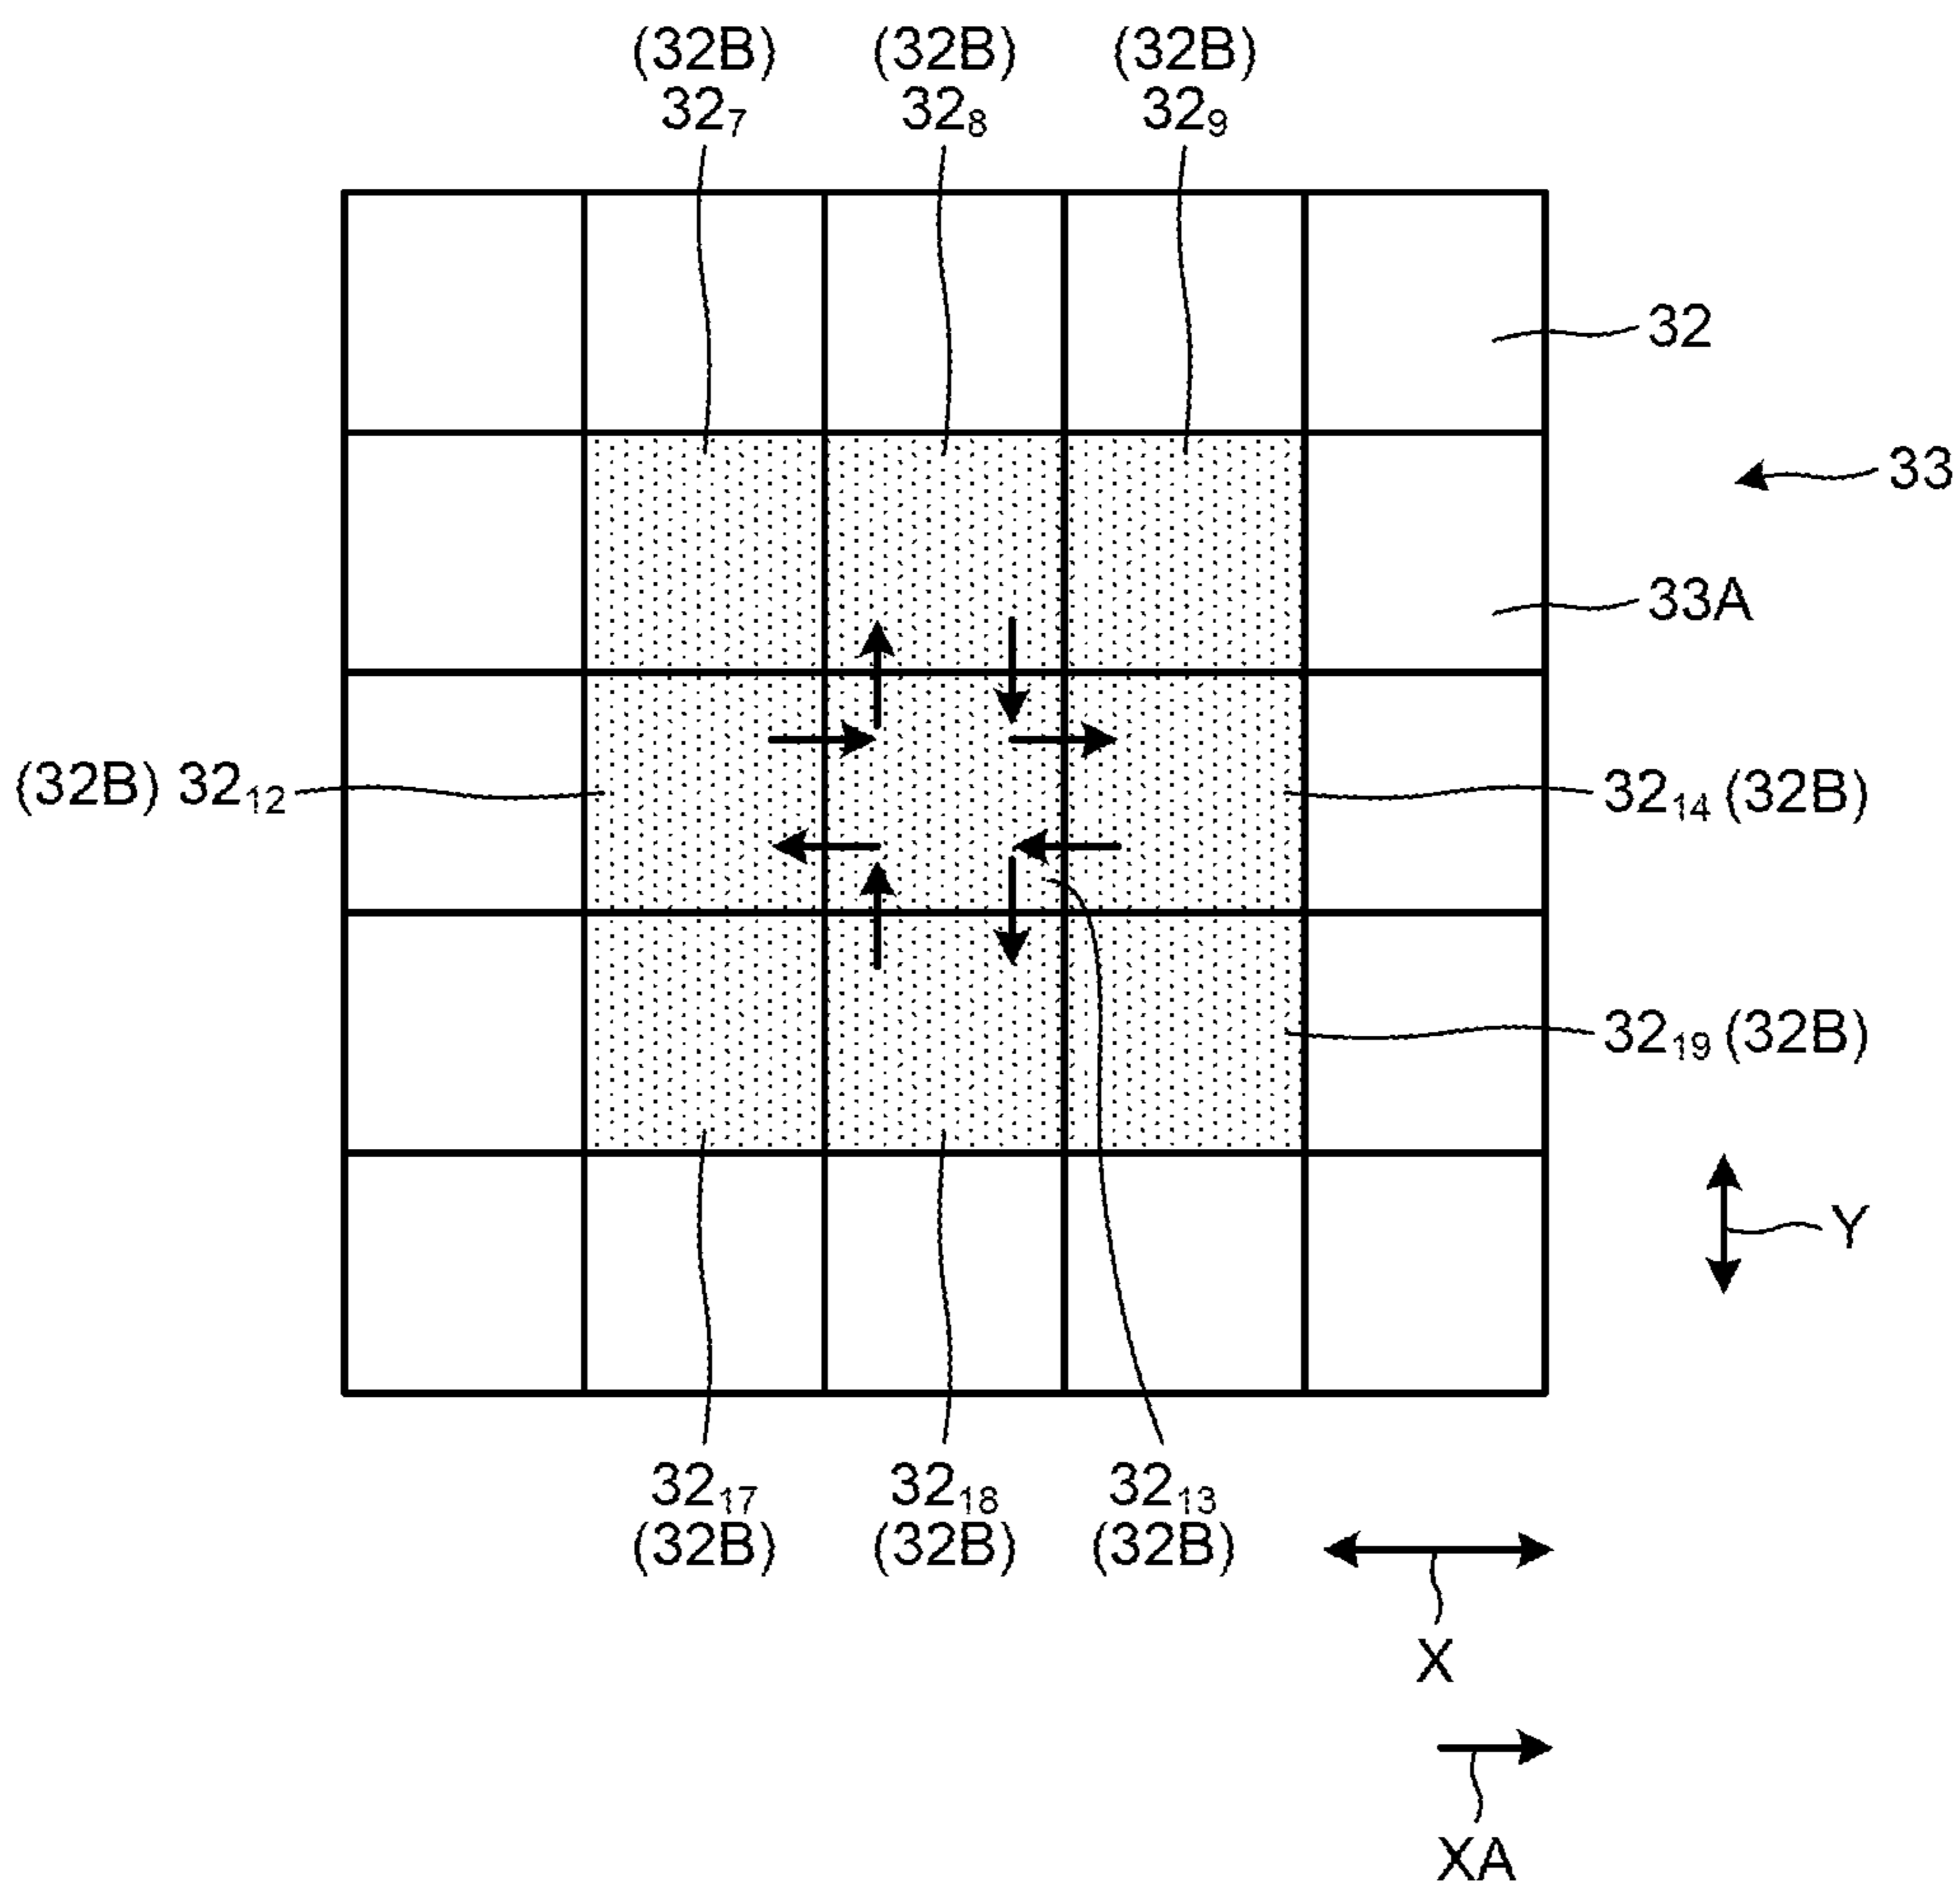 (32B) (32B) (32B)
32₇ 32₈ 32₉
32
33
33A
(32B) 32₁₂
32₁₄ (32B)
32₁₉ (32B)
Y
32₁₇ 32₁₈ 32₁₃
(32B) (32B) (32B)
X
XA